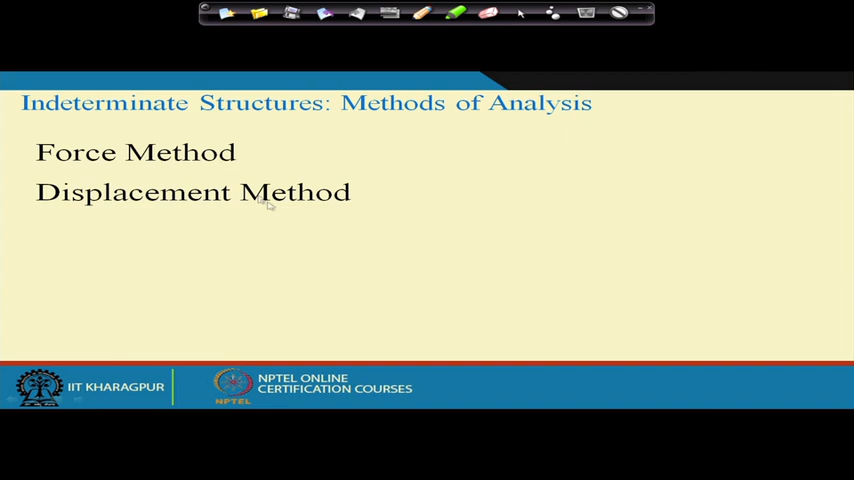 Indeterminate Structures: Methods of Analysis
Force Method
Displacement Method
IIT KHARAGPUR
NPTEL
NPTEL ONLINE
CERTIFICATION COURSES